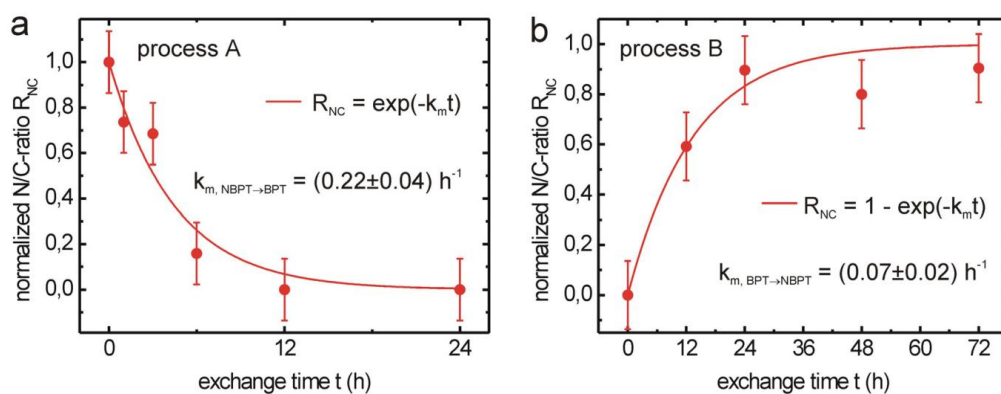 a
process A
normalized N/C-ratio R_NC
1,0
0,8
0,6
0,4
0,2
0,0
R_NC = exp(-k_mt)
k_m, NBPT→BPT = (0.22±0.04) h⁻¹
0
12
24
exchange time t (h)
b
process B
normalized N/C-ratio R_NC
1,0
0,8
0,6
0,4
0,2
0,0
R_NC = 1 - exp(-k_mt)
k_m, BPT→NBPT = (0.07±0.02) h⁻¹
0 12 24 36 48 60 72
exchange time t (h)